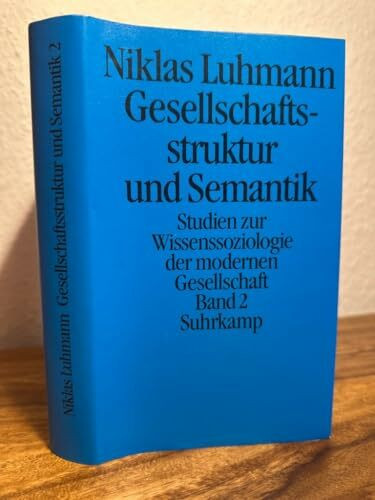 Niklas Luhmann
Gesellschafts-
struktur
und Semantik
Studien zur
Wissenssoziologie
der modernen
Gesellschaft
Band 2
Suhrkamp
Niklas Luhmann Gesellschaftsstruktur und Semantik 2